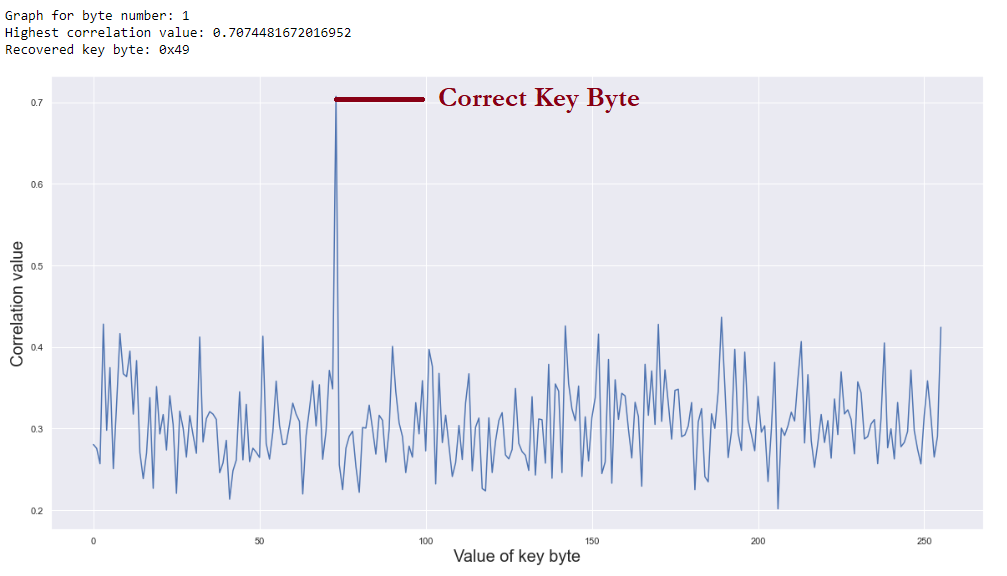 Graph for byte number: 1
Highest correlation value: 0.7074481672016952
Recovered key byte: 0x49
Correct Key Byte
0.7
0.6
0.5
0.4
0.3
0.2
Correlation value
0 50 100 150 200 250
Value of key byte